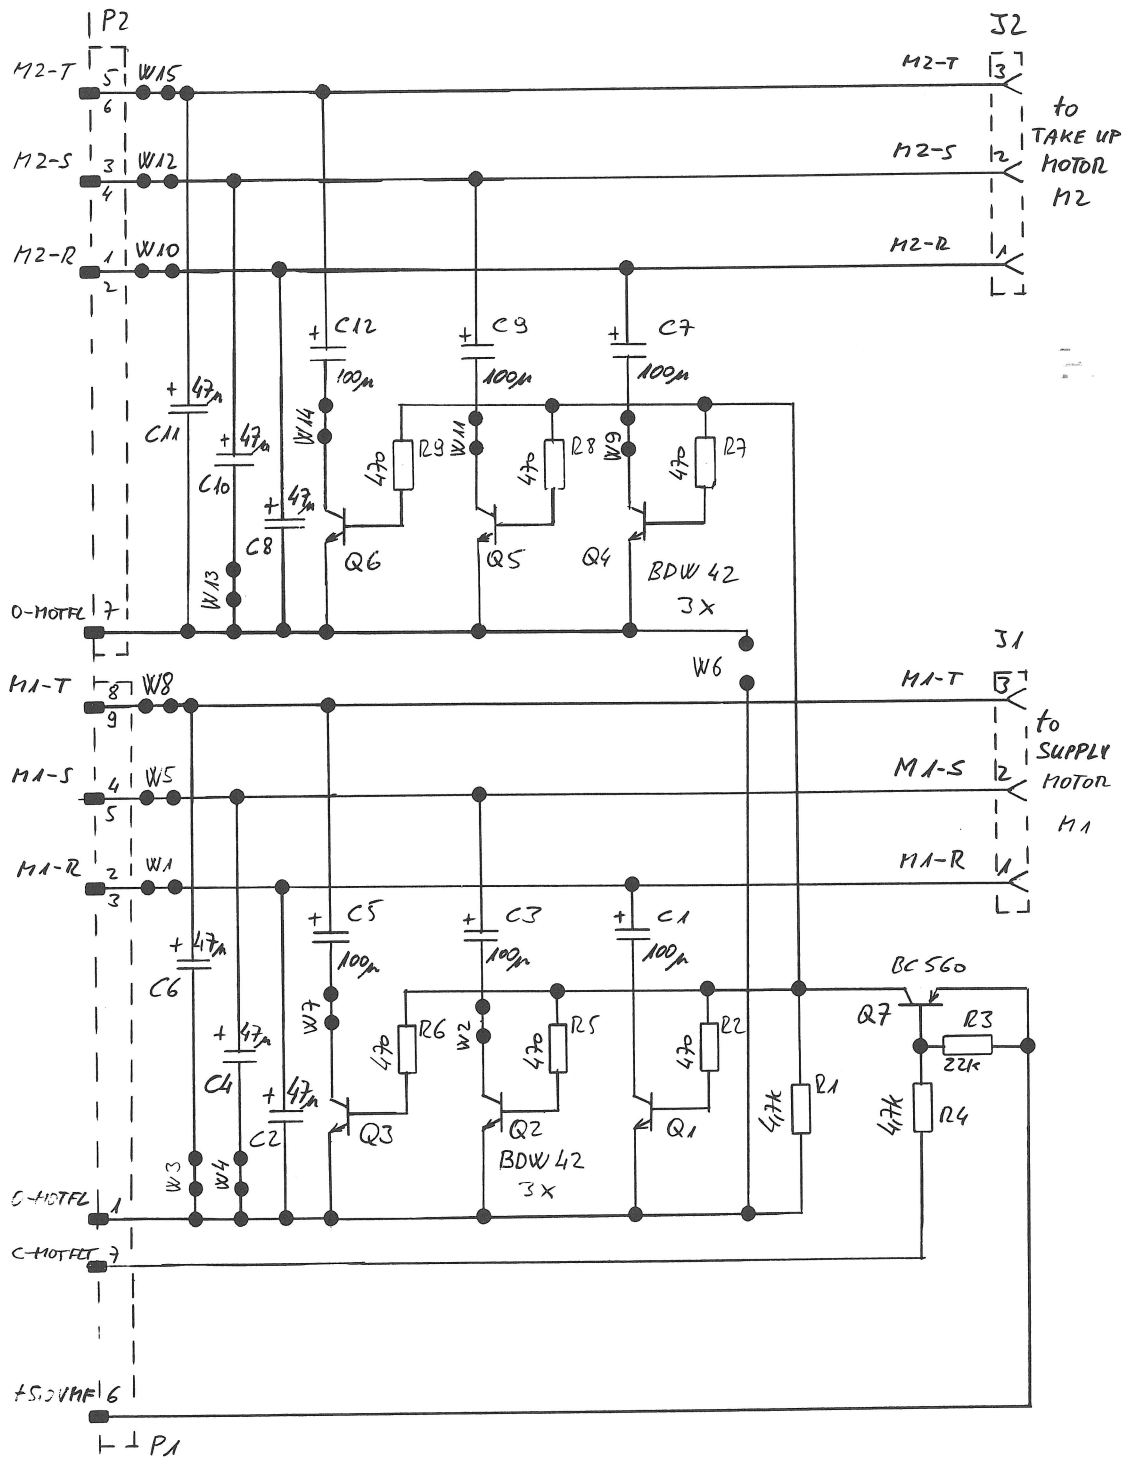 P2
J2
M2-T
5
W15
6
M2-T
3
to
TAKE UP
MOTOR
M2
M2-S
3
W12
4
M2-S
2
M2-R
1
W10
2
M2-R
1
+
C12
100µ
+
C9
100µ
+
C7
100µ
+
47µ
C11
+
47µ
C10
+
47µ
C8
W14
470
R9
W11
470
R8
W9
470
R7
Q6
Q5
Q4
BDW 42
3X
W13
0-MOTFL
7
W6
J1
M1-T
8
W8
9
M1-T
3
to
SUPPLY
MOTOR
M1
M1-S
4
W5
5
M1-S
2
M1-R
2
W1
3
M1-R
1
+
C5
100µ
+
C3
100µ
+
C1
100µ
+
47µ
C6
+
47µ
C4
+
47µ
C2
W7
470
R6
W2
470
R5
470
R2
BC 560
Q7
R3
22k
4,7k
R1
4,7k
R4
Q3
Q2
Q1
BDW 42
3X
W3
W4
0-MOTFL
1
C-MOTFLT
7
6
P1